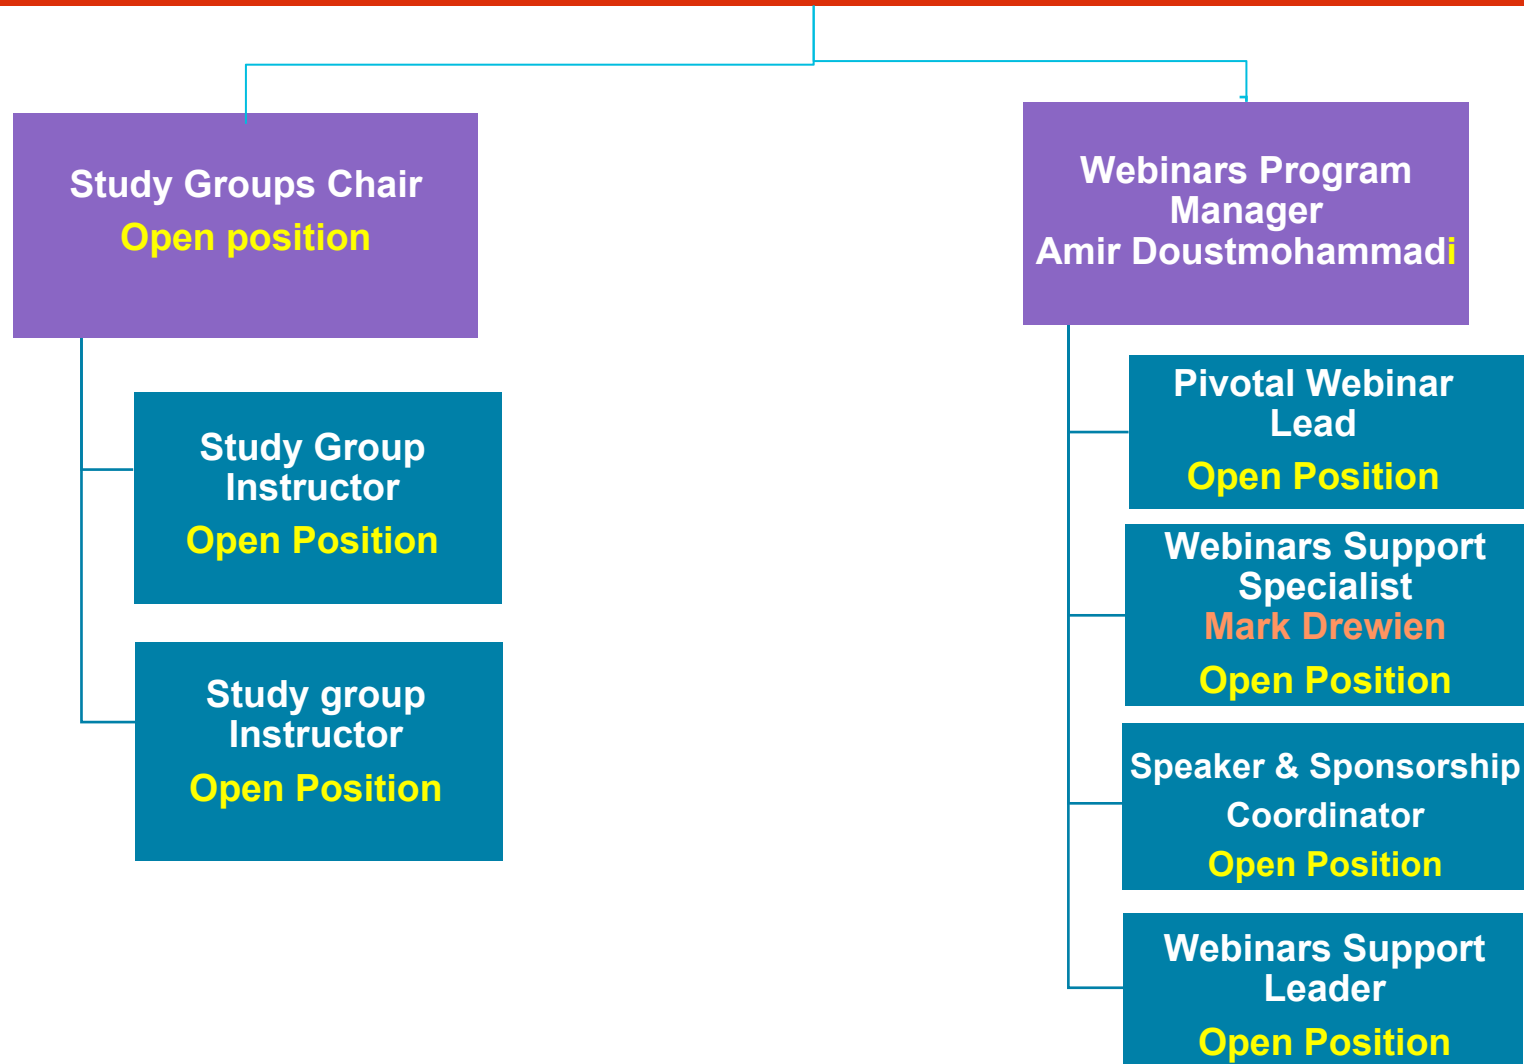 Study Groups Chair
Open position
Study Group
Instructor
Open Position
Study group
Instructor
Open Position
Webinars Program
Manager
Amir Doustmohammadi
Pivotal Webinar
Lead
Open Position
Webinars Support
Specialist
Mark Drewien
Open Position
Speaker & Sponsorship
Coordinator
Open Position
Webinars Support
Leader
Open Position